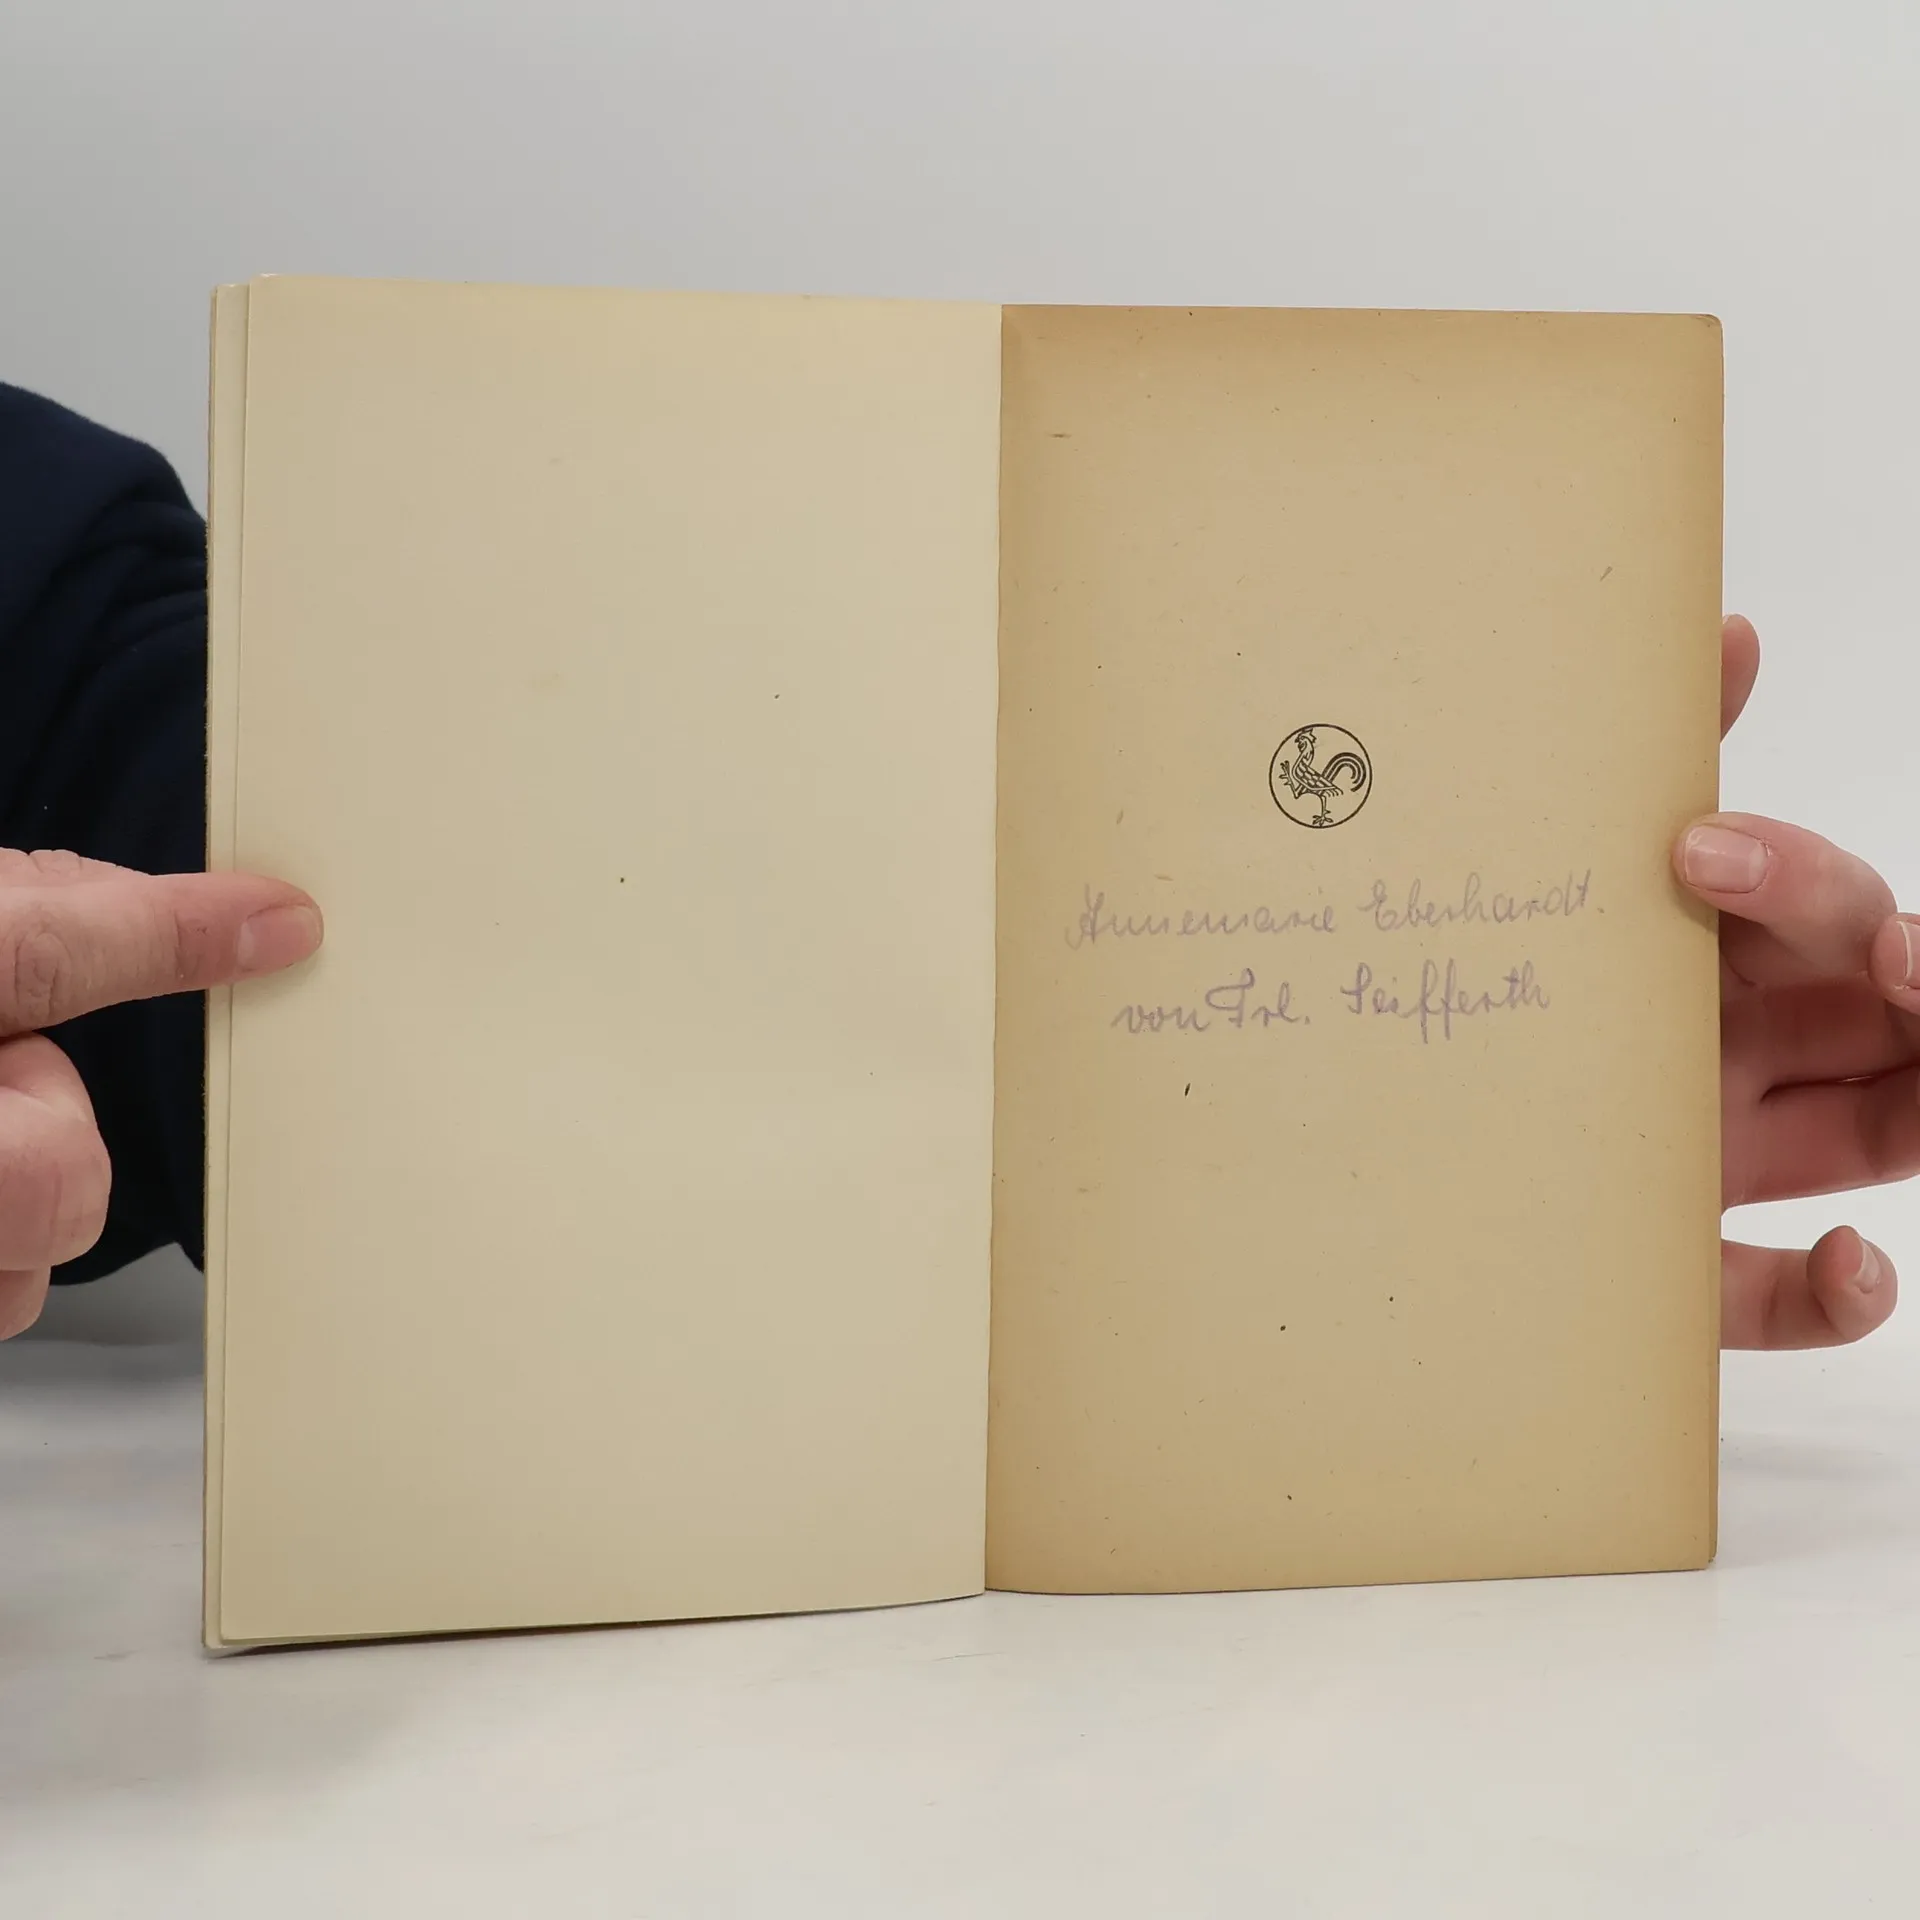 Annemarie Eberhardt.
von Frl. Seifferth